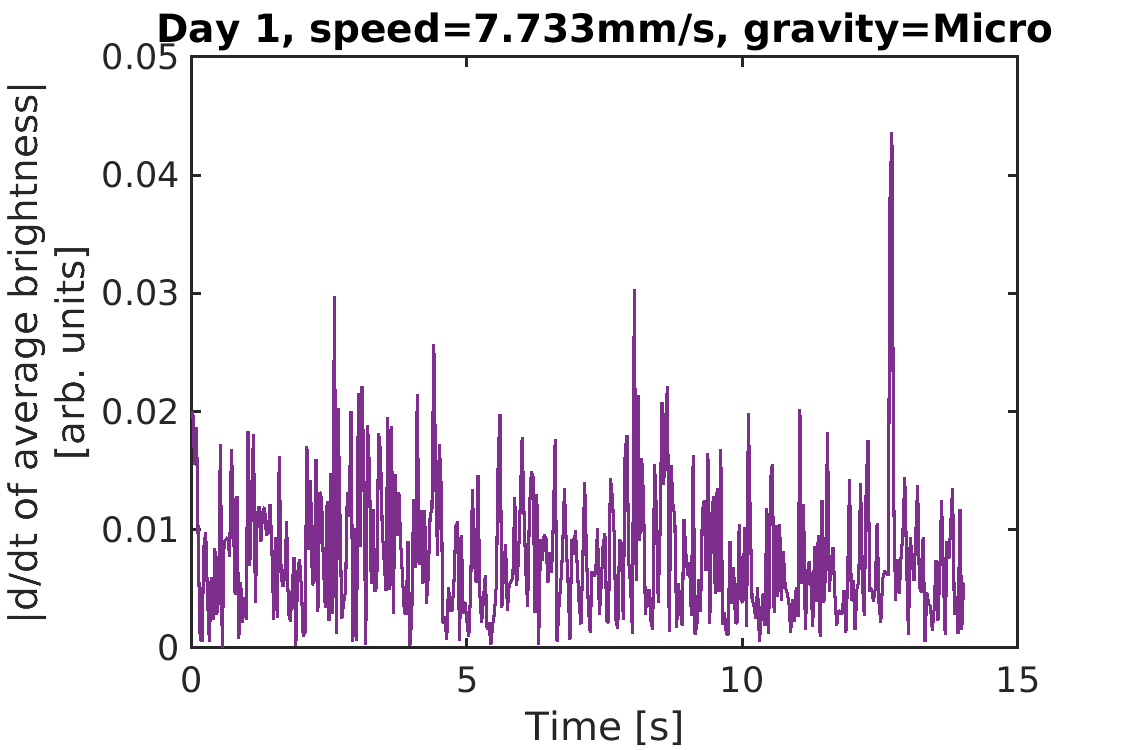 Day 1, speed=7.733mm/s, gravity=Micro
|d/dt of average brightness|
[arb. units]
0.05
0.04
0.03
0.02
0.01
0
0
5
10
15
Time [s]